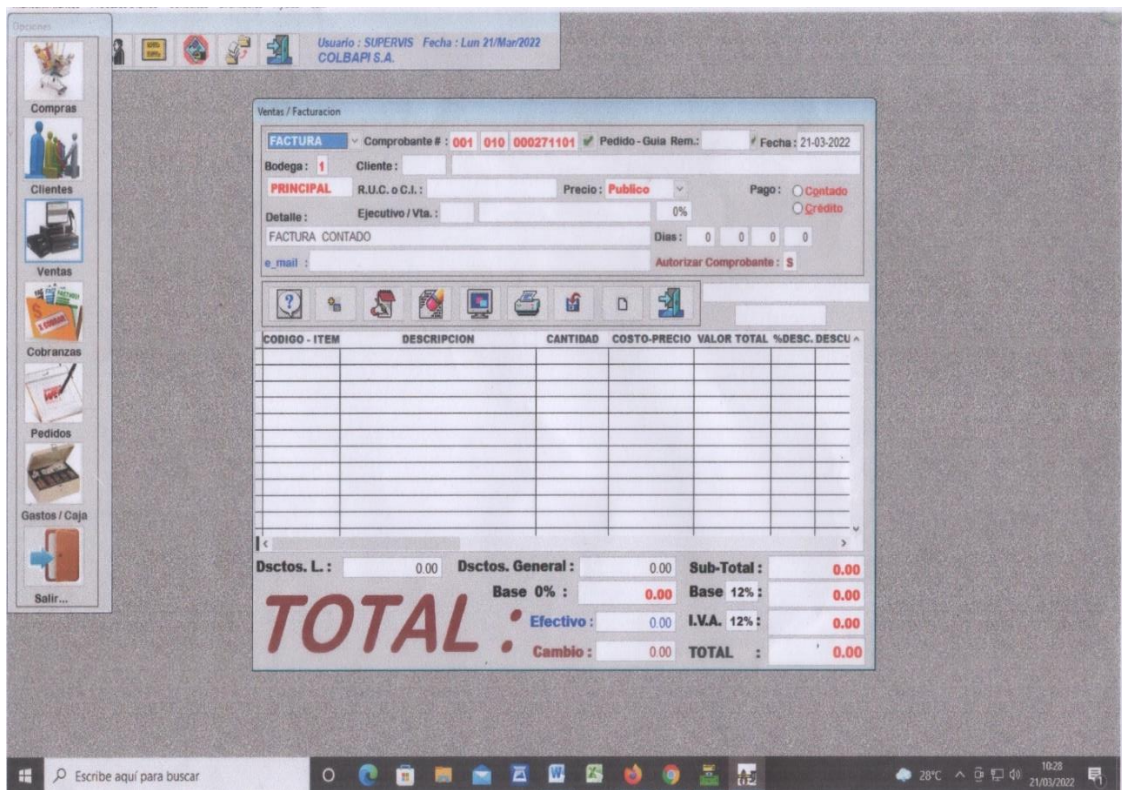 Opciones
Usuario : SUPERVIS Fecha : Lun 21/Mar/2022
COLBAPI S.A.
Compras
Clientes
Ventas
Cobranzas
Pedidos
Gastos / Caja
Salir...
Ventas / Facturacion
FACTURA Comprobante # : 001 010 000271101 Pedido - Guia Rem.: Fecha : 21-03-2022
Bodega : 1 Cliente :
PRINCIPAL R.U.C. o C.I. : Precio : Publico Pago : Contado
Detalle : Ejecutivo / Vta. : 0% Crédito
FACTURA CONTADO Dias : 0 0 0 0
e_mail : Autorizar Comprobante : S
CODIGO - ITEM DESCRIPCION CANTIDAD COSTO-PRECIO VALOR TOTAL %DESC. DESCU
Dsctos. L. : 0.00 Dsctos. General : 0.00 Sub-Total : 0.00
Base 0% : 0.00 Base 12% : 0.00
TOTAL :
Efectivo : 0.00 I.V.A. 12% : 0.00
Cambio : 0.00 TOTAL : 0.00
Escribe aquí para buscar
28°C
10:28
21/03/2022